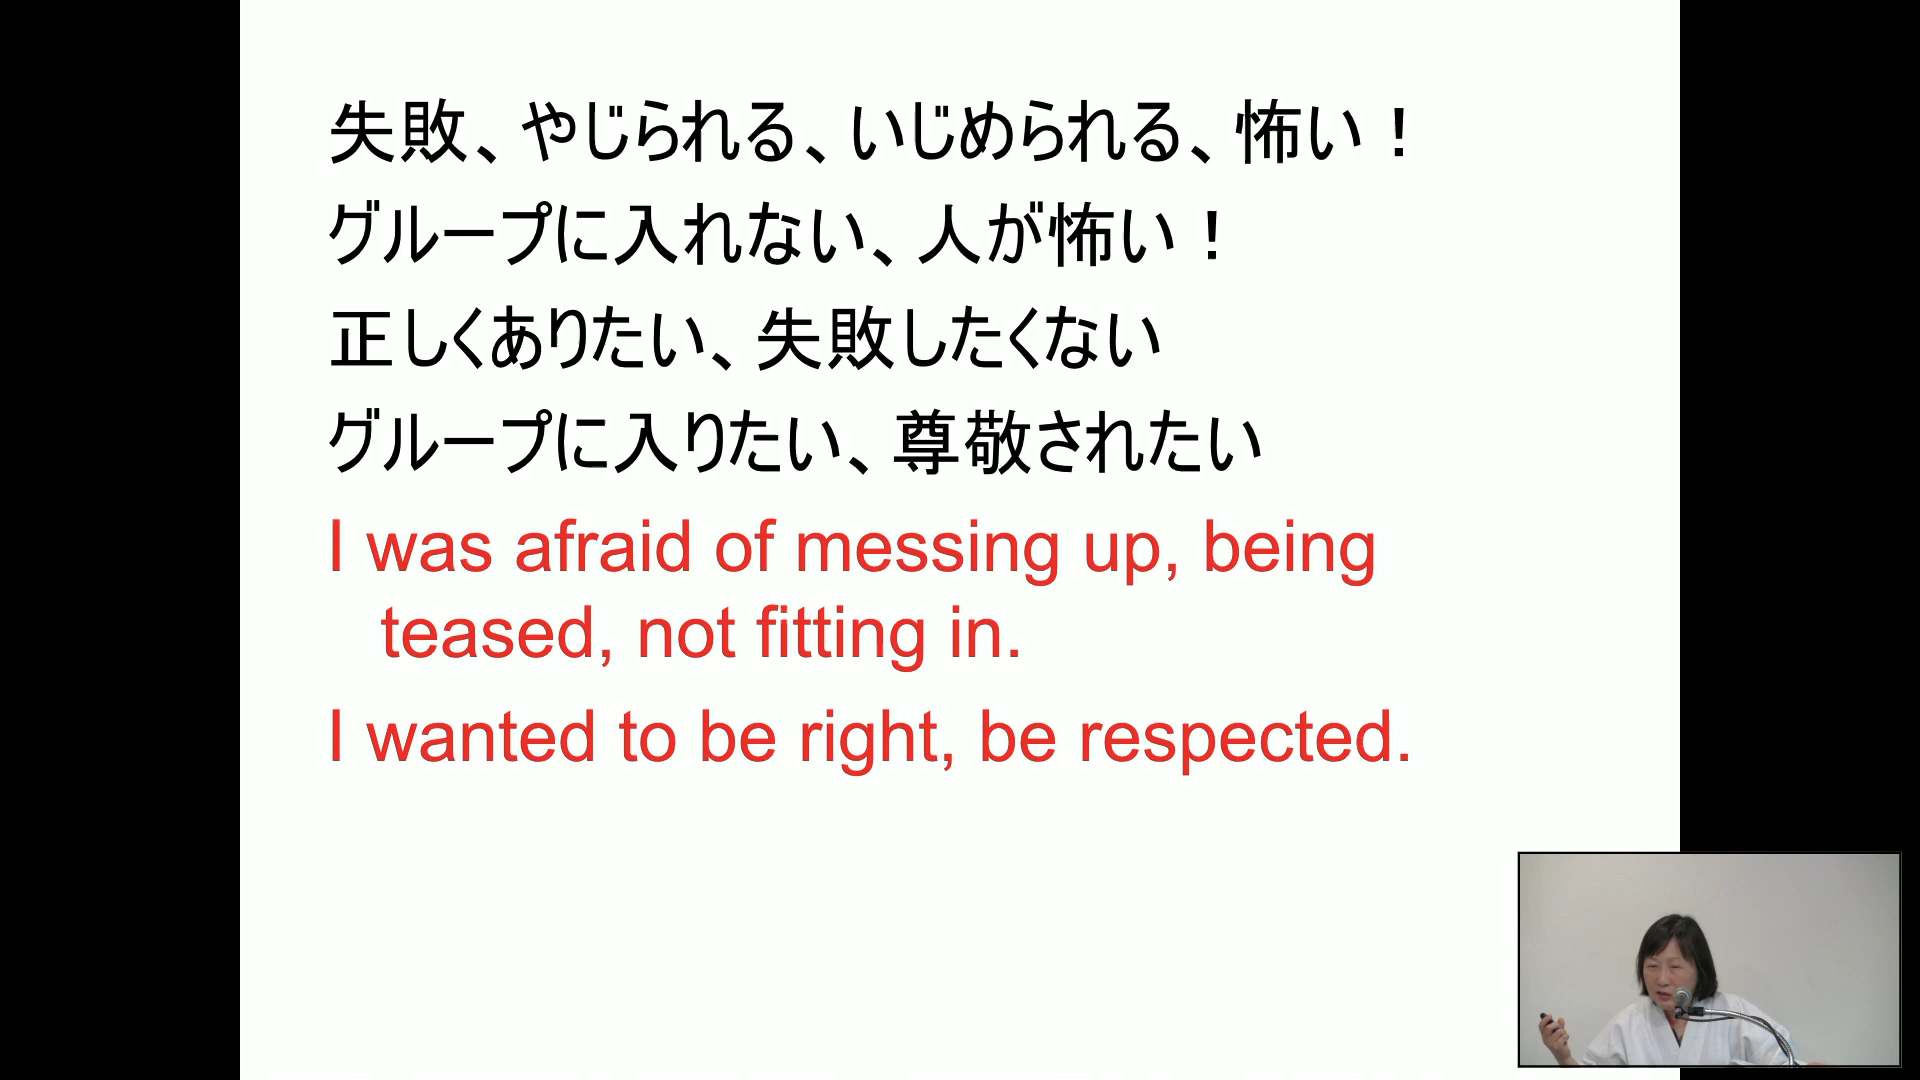 失敗、やじられる、いじめられる、怖い！
グループに入れない、人が怖い！
正しくありたい、失敗したくない
グループに入りたい、尊敬されたい
I was afraid of messing up, being
teased, not fitting in.
I wanted to be right, be respected.